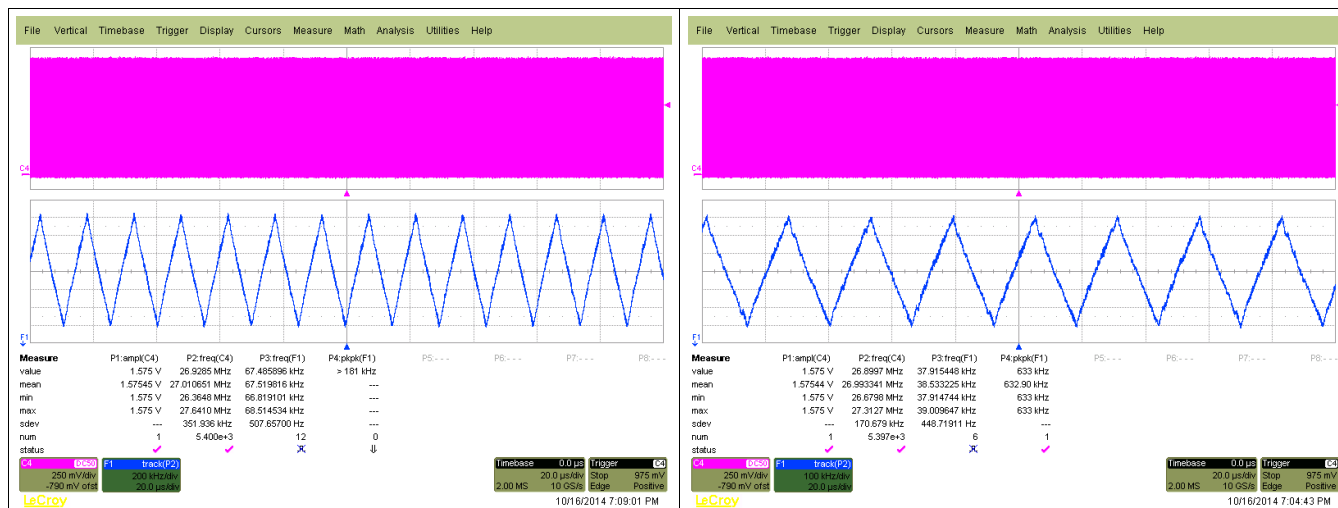 File Vertical Timebase Trigger Display Cursors Measure Math Analysis Utilities Help
C4
F1
Measure P1:ampl(C4) P2:freq(C4) P3:freq(F1) P4:pkpk(F1) P5:--- P6:--- P7:--- P8:---
value 1.575 V 26.9285 MHz 67.485896 kHz > 181 kHz
mean 1.57545 V 27.010651 MHz 67.519816 kHz ---
min 1.575 V 26.3648 MHz 66.819101 kHz ---
max 1.575 V 27.6410 MHz 68.514534 kHz ---
sdev --- 351.936 kHz 507.65700 Hz ---
num 1 5.400e+3 12 0
status
C4 DC50 F1 track(P2) Timebase 0.0 µs Trigger C4
250 mV/div 200 kHz/div 20.0 µs/div Stop 975 mV
-790 mV ofst 20.0 µs/div 2.00 MS 10 GS/s Edge Positive
LeCroy 10/16/2014 7:09:01 PM
File Vertical Timebase Trigger Display Cursors Measure Math Analysis Utilities Help
C4
F1
Measure P1:ampl(C4) P2:freq(C4) P3:freq(F1) P4:pkpk(F1) P5:--- P6:--- P7:--- P8:---
value 1.575 V 26.8997 MHz 37.915448 kHz 633 kHz
mean 1.57544 V 26.993341 MHz 38.533225 kHz 632.90 kHz
min 1.575 V 26.6798 MHz 37.914744 kHz 633 kHz
max 1.575 V 27.3127 MHz 39.009647 kHz 633 kHz
sdev --- 170.679 kHz 448.71911 Hz ---
num 1 5.397e+3 6 1
status
C4 DC50 F1 track(P2) Timebase 0.0 µs Trigger C4
250 mV/div 100 kHz/div 20.0 µs/div Stop 975 mV
-790 mV ofst 20.0 µs/div 2.00 MS 10 GS/s Edge Positive
LeCroy 10/16/2014 7:04:43 PM